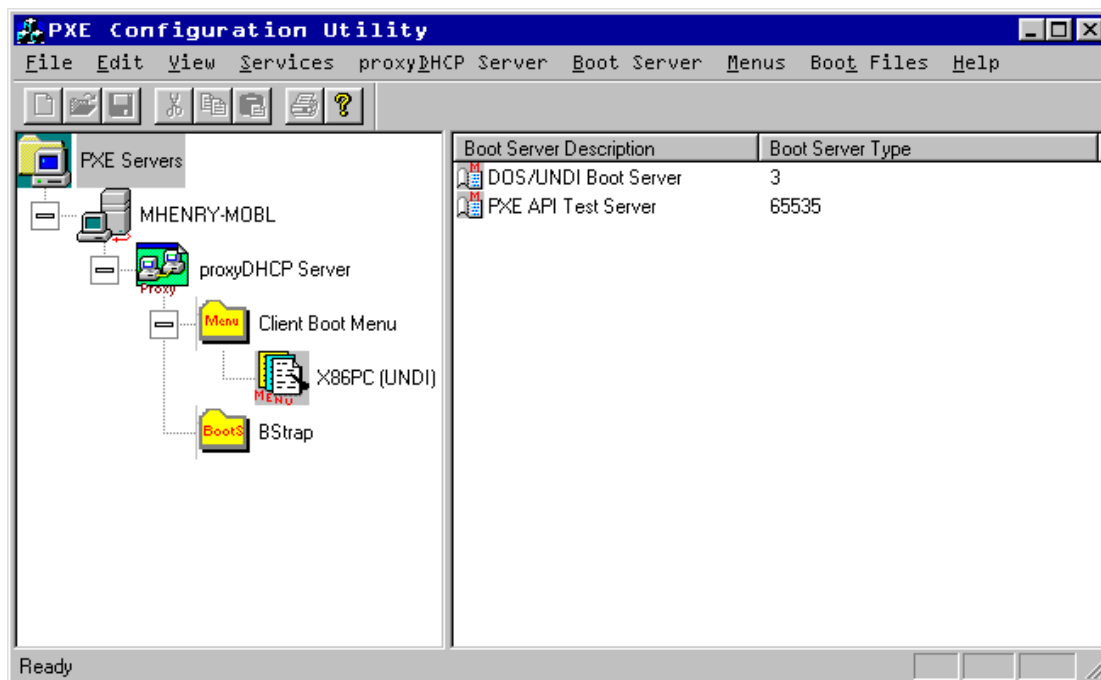 PXE Configuration Utility
File Edit View Services proxyDHCP Server Boot Server Menus Boot Files Help
PXE Servers
MHENRY-MOBL
proxyDHCP Server
Proxy
Menu Client Boot Menu
X86PC (UNDI)
MENU
BootS BStrap
Boot Server Description Boot Server Type
M DOS/UNDI Boot Server 3
M PXE API Test Server 65535
Ready